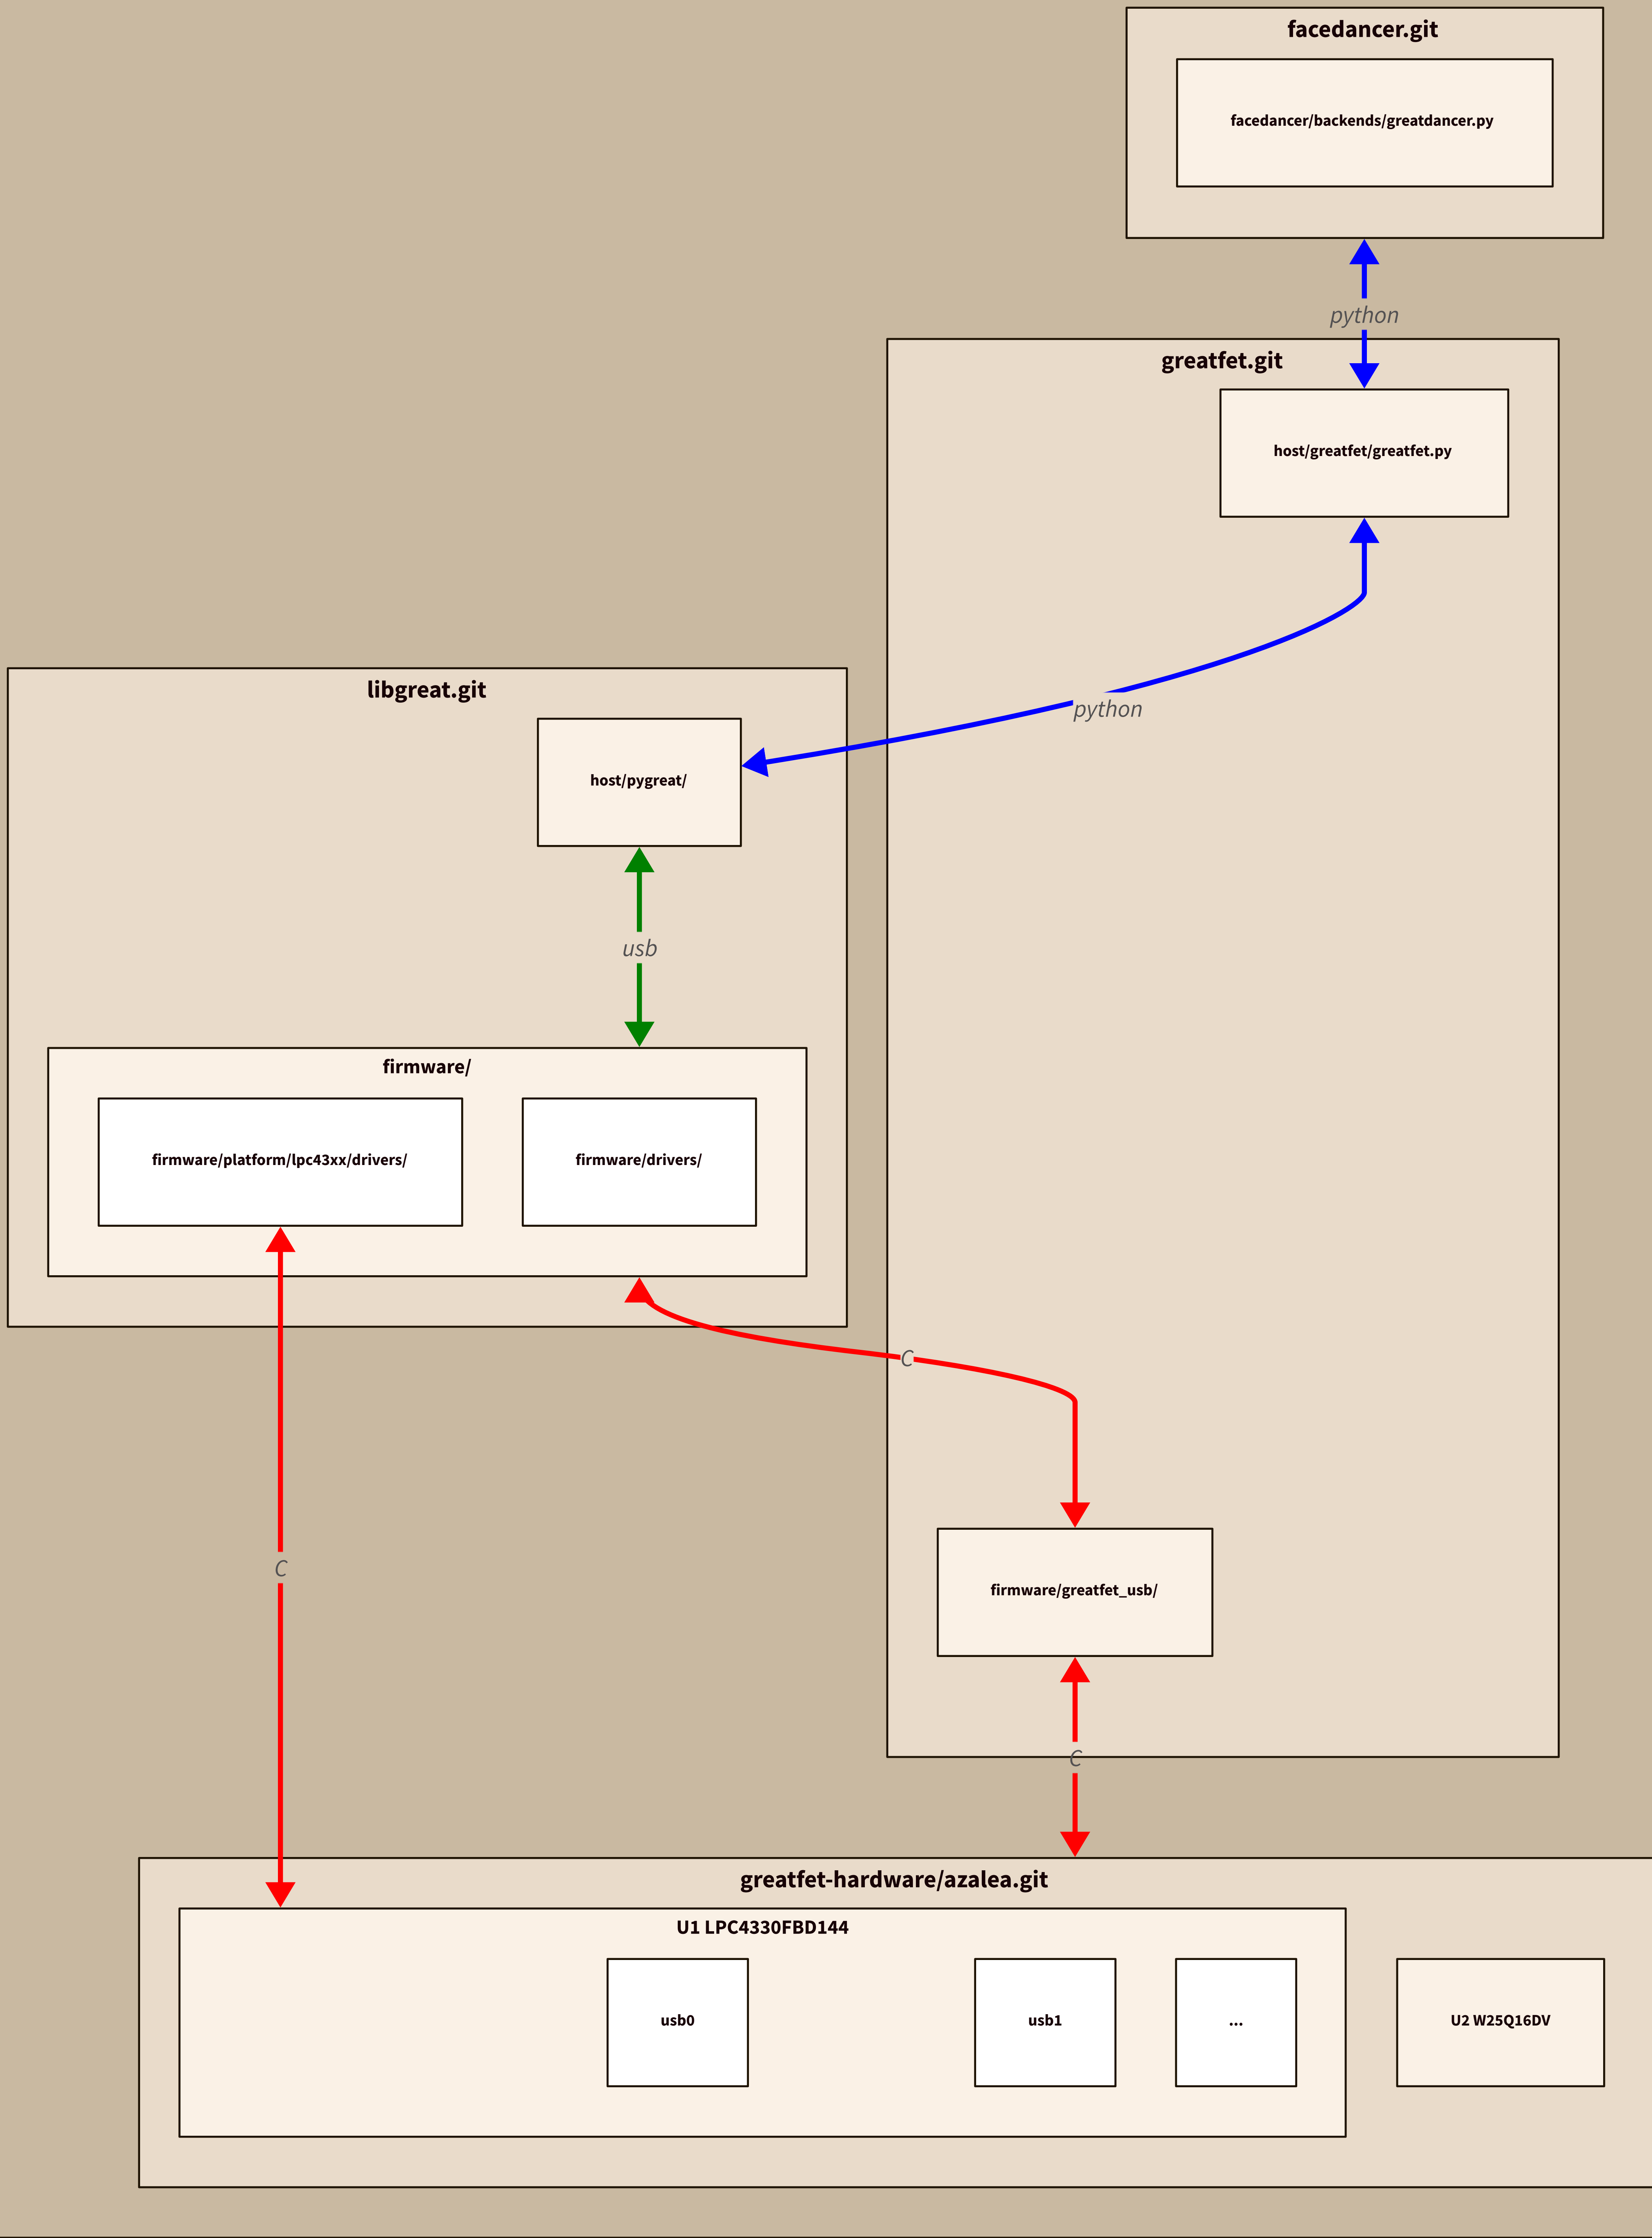 facedancer.git
facedancer/backends/greatdancer.py
python
greatfet.git
host/greatfet/greatfet.py
python
libgreat.git
host/pygreat/
usb
firmware/
firmware/platform/lpc43xx/drivers/
firmware/drivers/
C
C
firmware/greatfet_usb/
C
greatfet-hardware/azalea.git
U1 LPC4330FBD144
usb0
usb1
...
U2 W25Q16DV